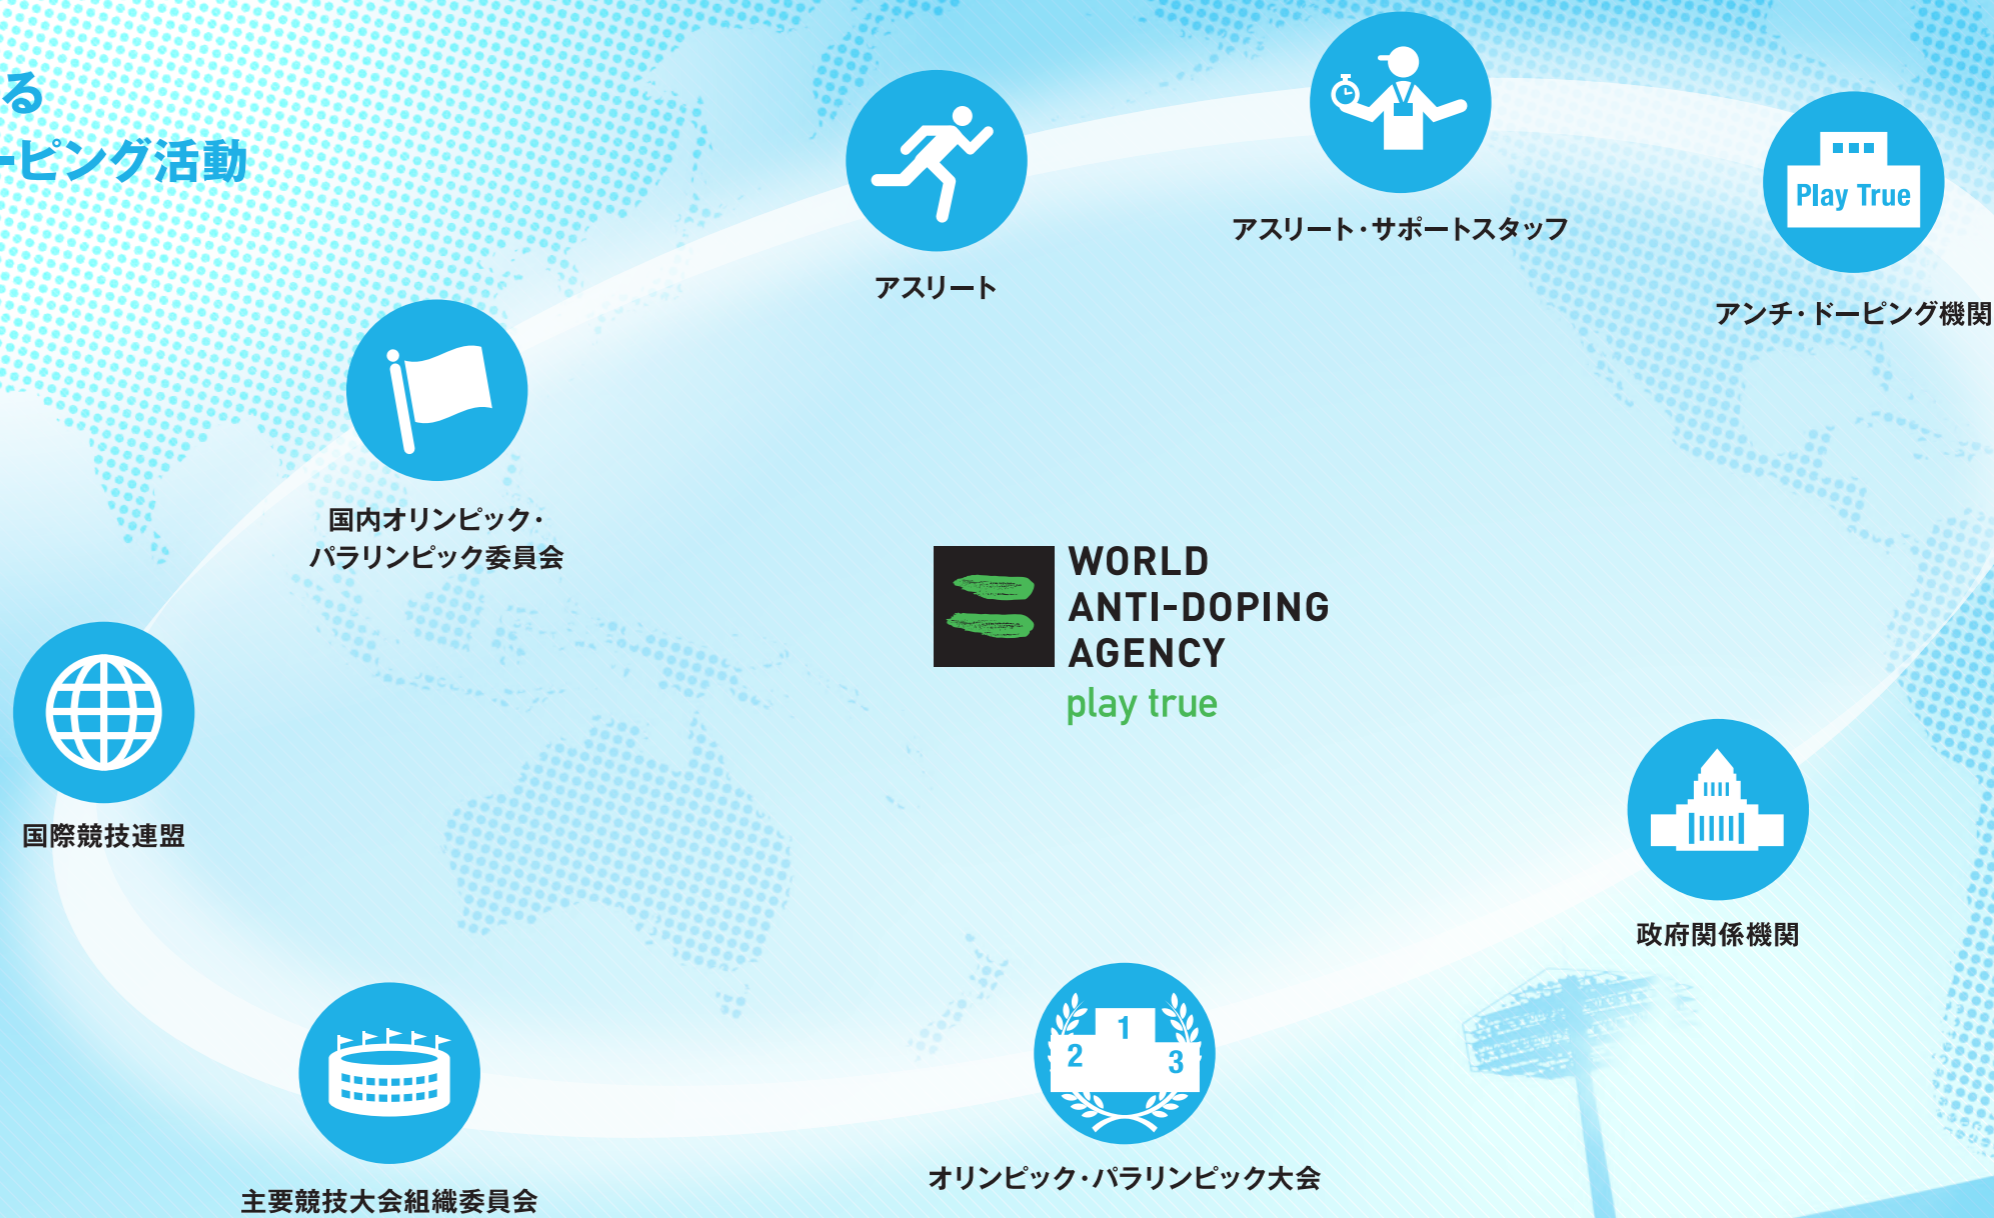 る
ーピング活動
アスリート
アスリート・サポートスタッフ
Play True
アンチ・ドーピング機関
国内オリンピック・
パラリンピック委員会
WORLD
ANTI-DOPING
AGENCY
play true
国際競技連盟
政府関係機関
1
2
3
オリンピック・パラリンピック大会
主要競技大会組織委員会